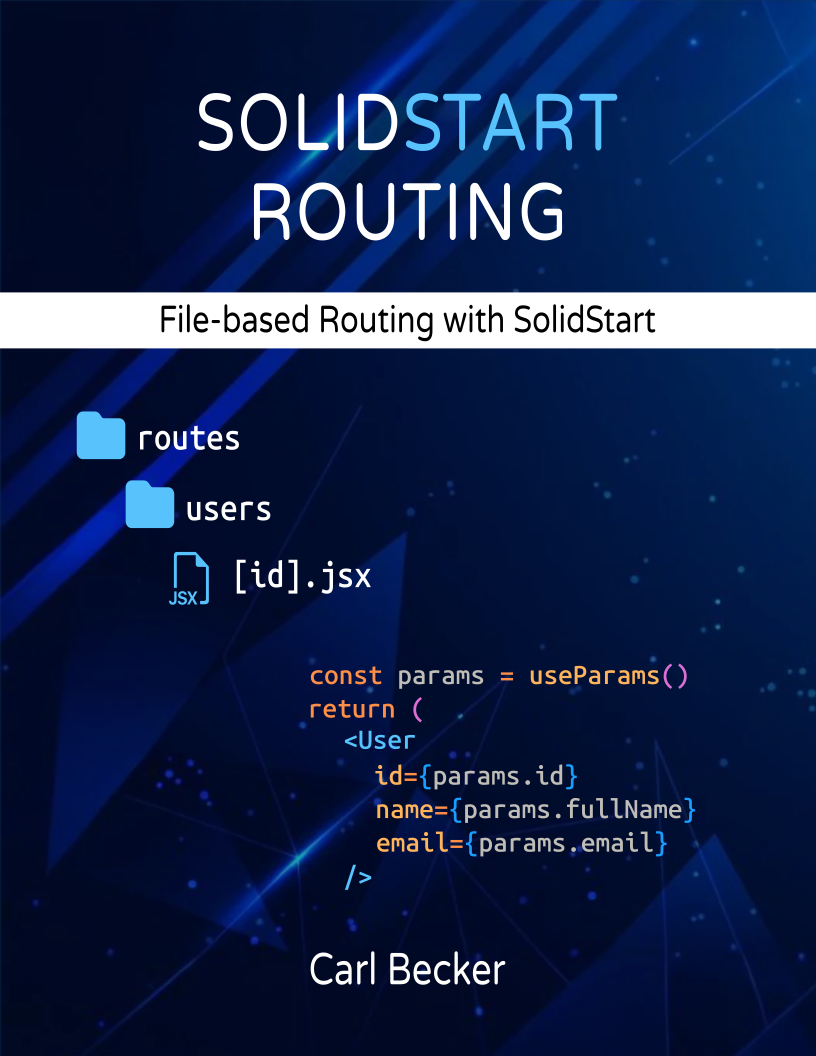 SOLIDSTART
ROUTING
File-based Routing with SolidStart
routes
users
JSX
[id].jsx
const params = useParams()
return (
<User
id={params.id}
name={params.fullName}
email={params.email}
/>
Carl Becker